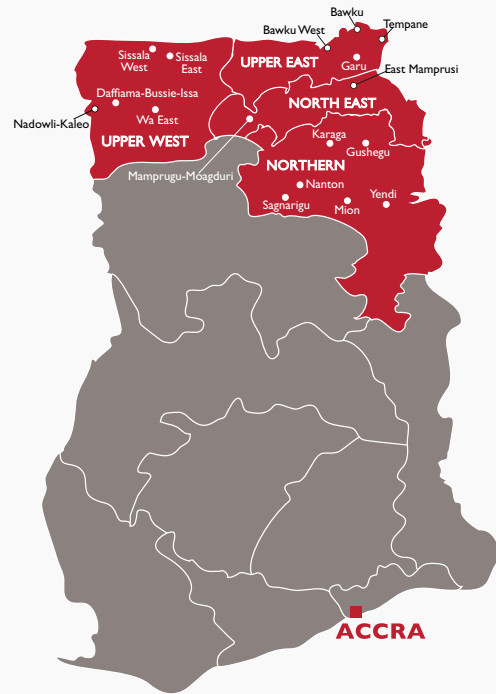 Bawku
Bawku West
Tempane
Sissala
West
Sissala
East
UPPER EAST
Garu
East Mamprusi
Daffiama-Bussie-Issa
NORTH EAST
Nadowli-Kaleo
Wa East
UPPER WEST
Karaga
Gushegu
NORTHERN
Mamprugu-Moagduri
Nanton
Sagnarigu
Mion
Yendi
ACCRA